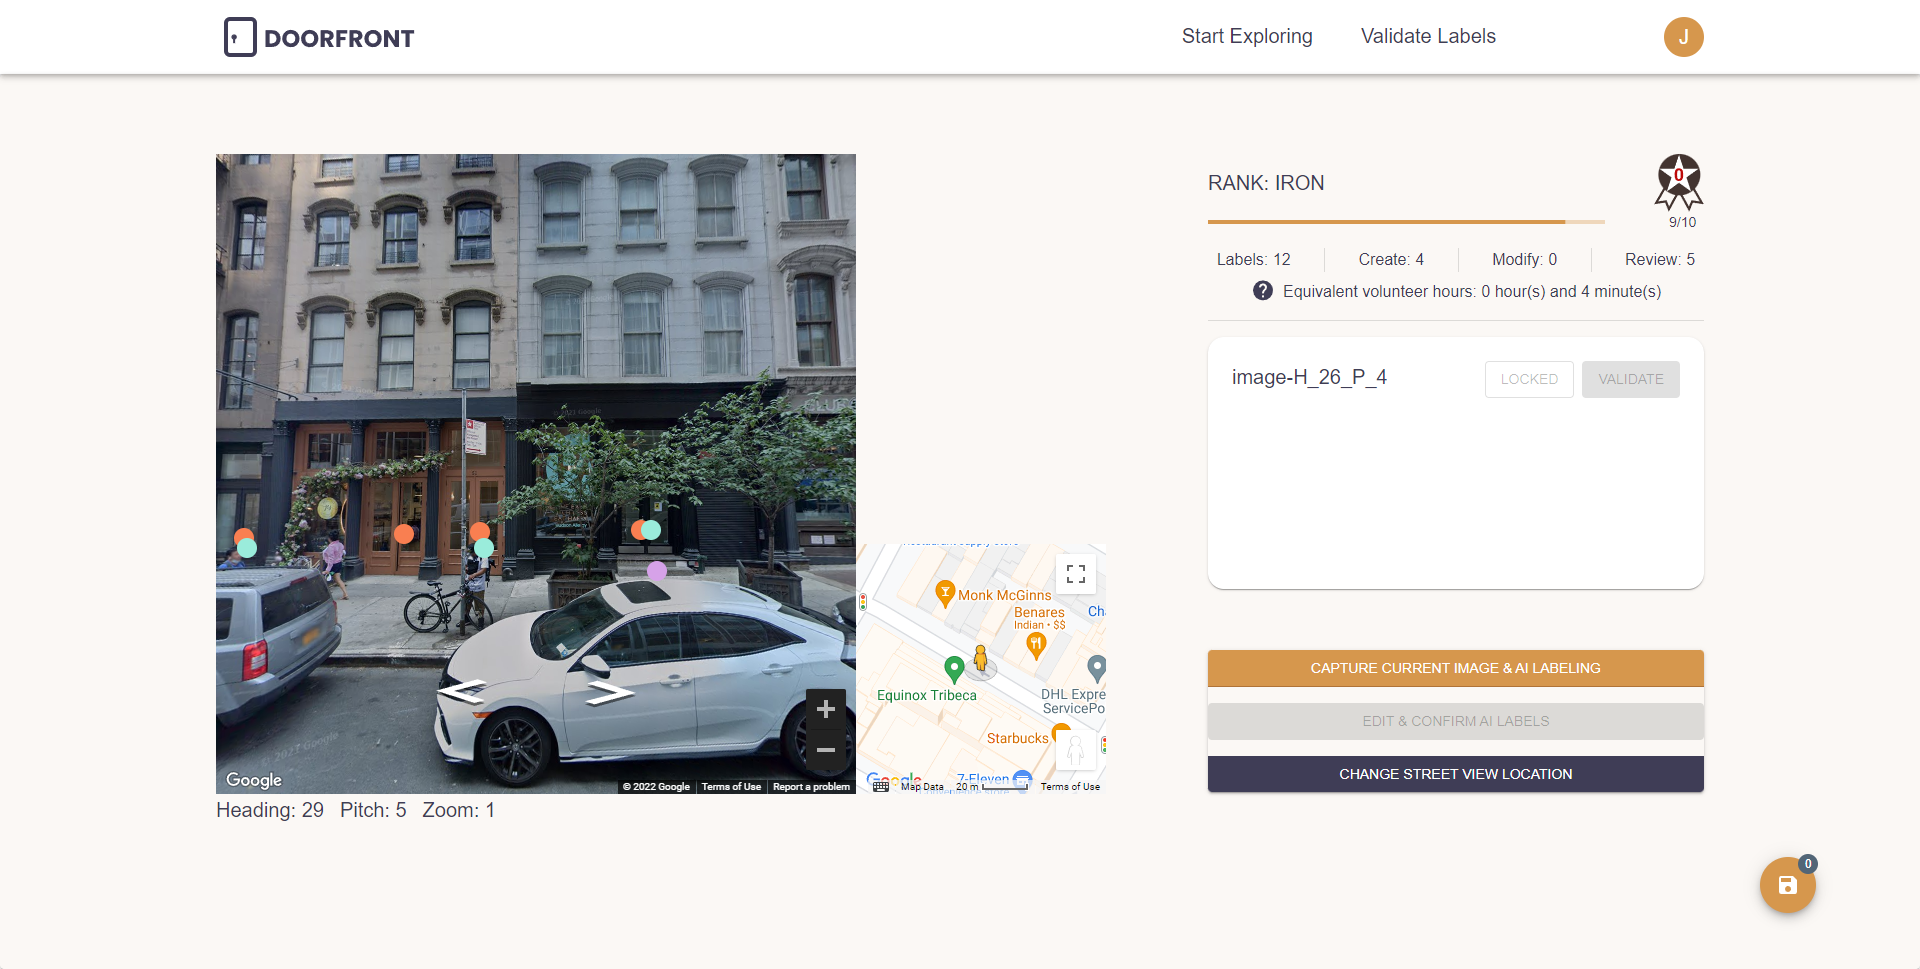 DOORFRONT
Start Exploring
Validate Labels
J
RANK: IRON
0
9/10
Labels: 12
Create: 4
Modify: 0
Review: 5
? Equivalent volunteer hours: 0 hour(s) and 4 minute(s)
image-H_26_P_4
LOCKED
VALIDATE
© 2021 Google
Monk McGinns
Benares
Indian • $$
Ch
Equinox Tribeca
DHL Expre
ServicePo
Starbucks
7-Eleven
Google
Map Data
20 m
Terms of Use
Google
© 2022 Google
Terms of Use
Report a problem
CAPTURE CURRENT IMAGE & AI LABELING
EDIT & CONFIRM AI LABELS
CHANGE STREET VIEW LOCATION
Heading: 29 Pitch: 5 Zoom: 1
0